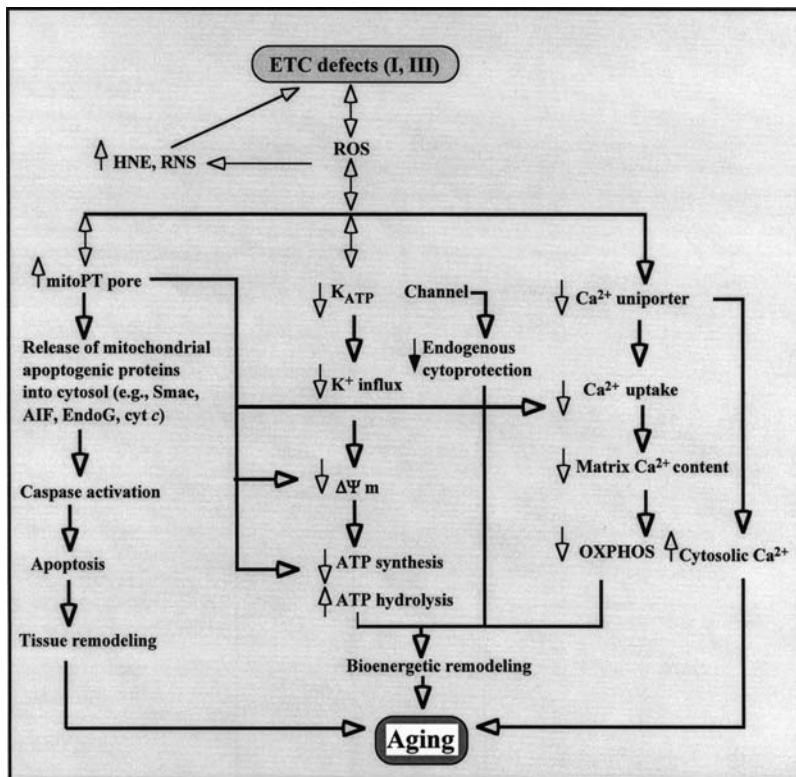 ETC defects (I, III)
HNE, RNS
ROS
mitoPT pore
K_ATP
Channel
Ca²⁺ uniporter
Release of mitochondrial
apoptogenic proteins
into cytosol (e.g., Smac,
AIF, EndoG, cyt c)
Endogenous
cytoprotection
K⁺ influx
Ca²⁺ uptake
Matrix Ca²⁺ content
Caspase activation
ΔΨ m
OXPHOS
Cytosolic Ca²⁺
Apoptosis
ATP synthesis
ATP hydrolysis
Tissue remodeling
Bioenergetic remodeling
Aging